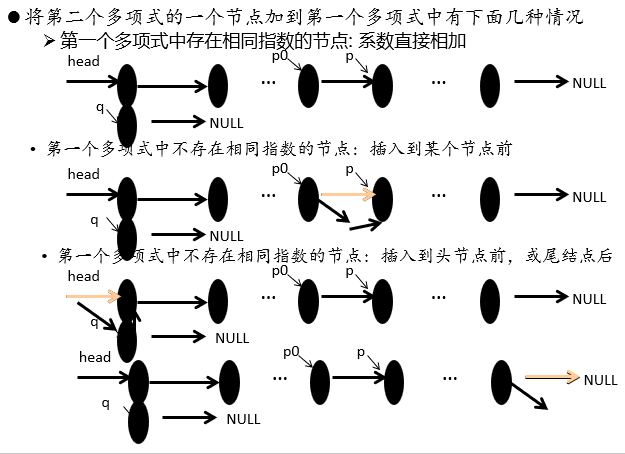 ● 将第二个多项式的一个节点加到第一个多项式中有下面几种情况
➢ 第一个多项式中存在相同指数的节点: 系数直接相加
head p0 p
... ... NULL
q
NULL
• 第一个多项式中不存在相同指数的节点：插入到某个节点前
head p0 p
... ... NULL
q
NULL
• 第一个多项式中不存在相同指数的节点：插入到头节点前，或尾结点后
head p0 p
... ... NULL
q
NULL
head p0 p
... ... NULL
q
NULL